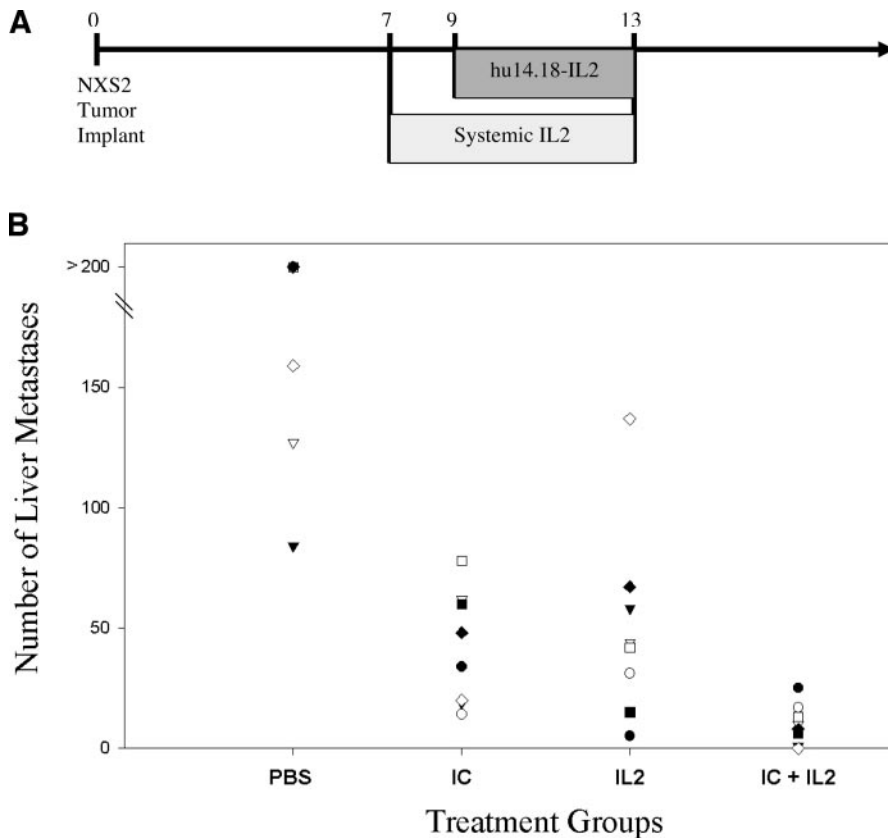 A
0 7 9 13
NXS2
Tumor
Implant
hu14.18-IL2
Systemic IL2
B
Number of Liver Metastases
> 200
150
100
50
0
PBS IC IL2 IC + IL2
Treatment Groups